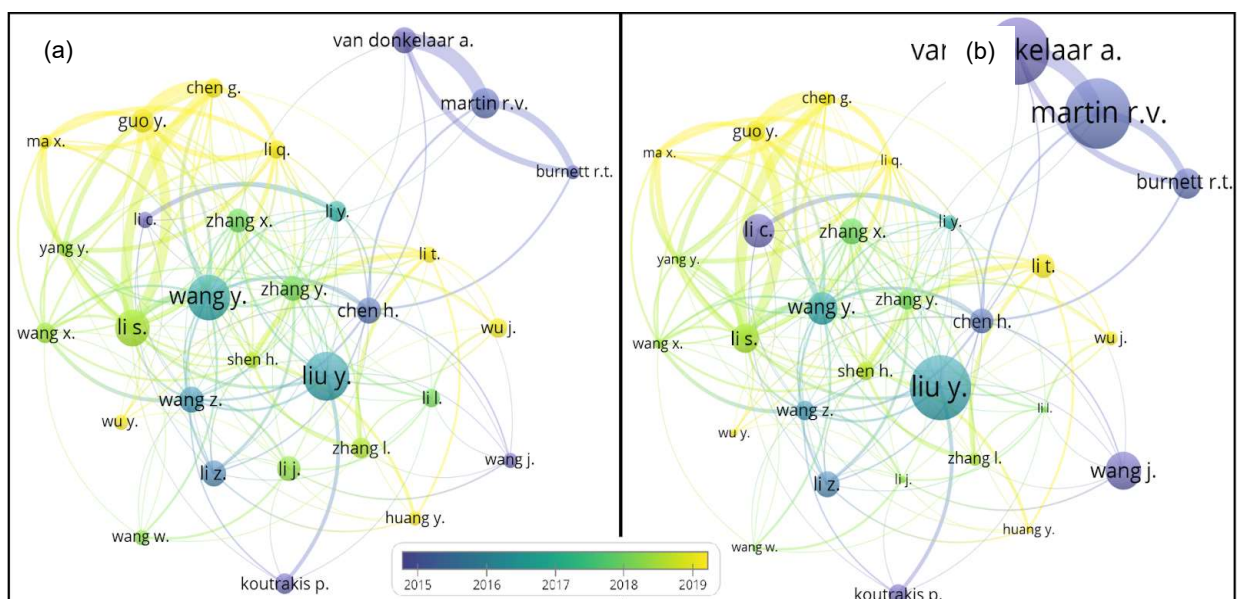 (a)
van donkelaar a.
chen g.
martin r.v.
guo y.
ma x.
li q.
burnett r.t.
li c.
zhang x.
li y.
yang y.
li t.
wang y.
zhang y.
chen h.
li s.
wang x.
wu j.
shen h.
liu y.
wang z.
li l.
wu y.
zhang l.
wang j.
li z.
li j.
huang y.
wang w.
koutrakis p.
(b)
kelaar a.
chen g.
martin r.v.
guo y.
ma x.
li q.
burnett r.t.
li c.
zhang x.
li y.
yang y.
li t.
wang y.
zhang y.
chen h.
li s.
wang x.
wu j.
shen h.
liu y.
wang z.
li l.
wu y.
zhang l.
wang j.
li z.
li j.
huang y.
wang w.
koutrakis p.
2015 2016 2017 2018 2019